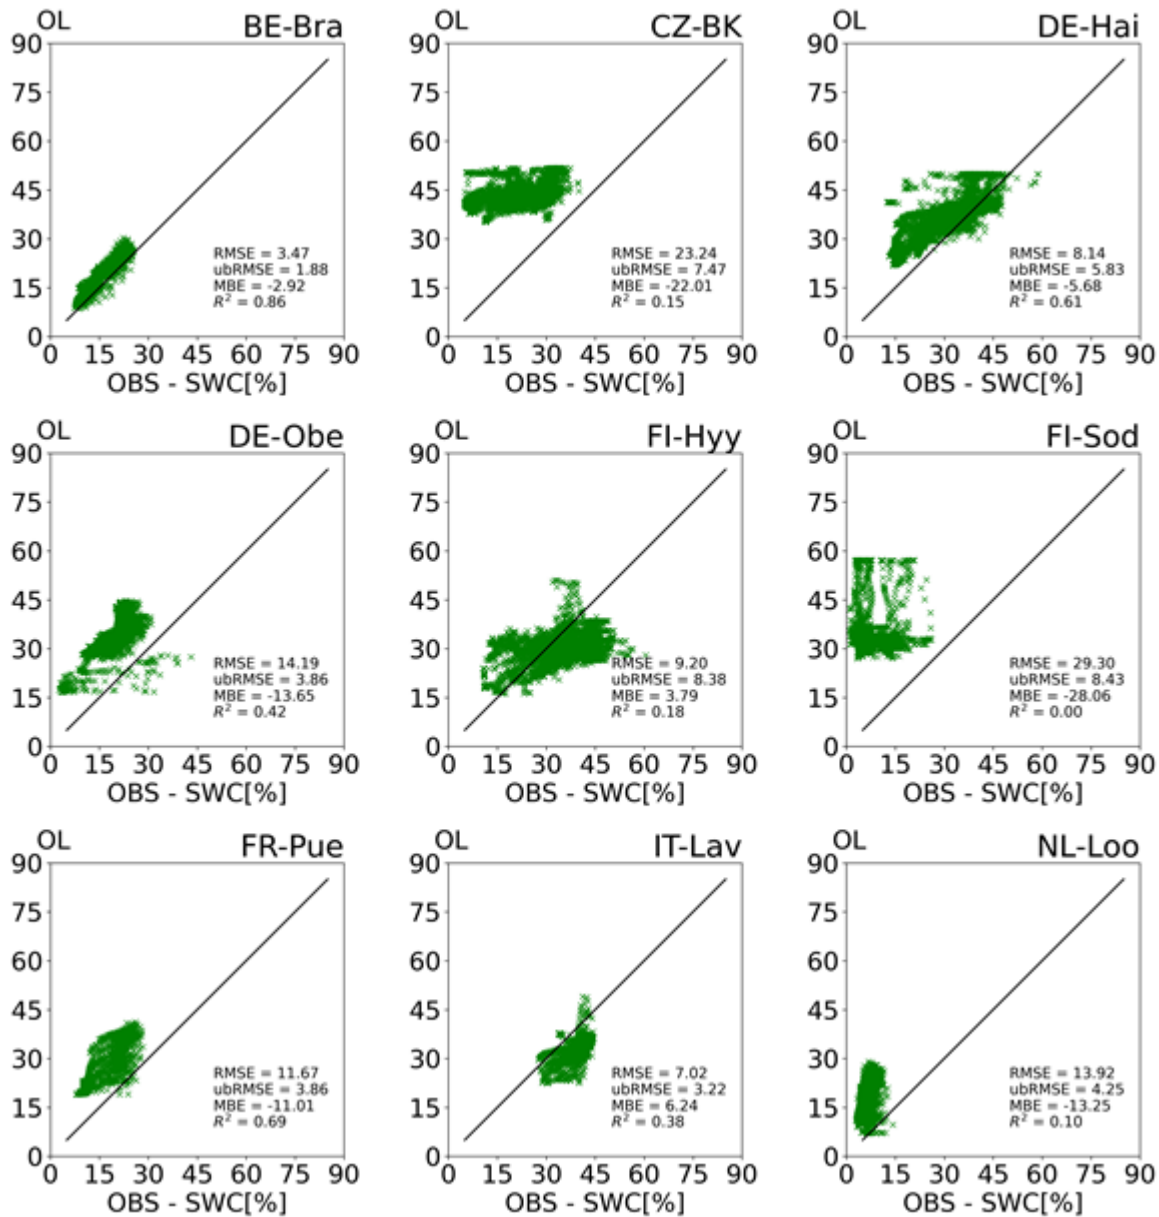 OL BE-Bra
90
75
60
45
30
15
0
RMSE = 3.47
ubRMSE = 1.88
MBE = -2.92
R² = 0.86
0 15 30 45 60 75 90
OBS - SWC[%]
OL CZ-BK
90
75
60
45
30
15
0
RMSE = 23.24
ubRMSE = 7.47
MBE = -22.01
R² = 0.15
0 15 30 45 60 75 90
OBS - SWC[%]
OL DE-Hai
90
75
60
45
30
15
0
RMSE = 8.14
ubRMSE = 5.83
MBE = -5.68
R² = 0.61
0 15 30 45 60 75 90
OBS - SWC[%]
OL DE-Obe
90
75
60
45
30
15
0
RMSE = 14.19
ubRMSE = 3.86
MBE = -13.65
R² = 0.42
0 15 30 45 60 75 90
OBS - SWC[%]
OL FI-Hyy
90
75
60
45
30
15
0
RMSE = 9.20
ubRMSE = 8.38
MBE = 3.79
R² = 0.18
0 15 30 45 60 75 90
OBS - SWC[%]
OL FI-Sod
90
75
60
45
30
15
0
RMSE = 29.30
ubRMSE = 8.43
MBE = -28.06
R² = 0.00
0 15 30 45 60 75 90
OBS - SWC[%]
OL FR-Pue
90
75
60
45
30
15
0
RMSE = 11.67
ubRMSE = 3.86
MBE = -11.01
R² = 0.69
0 15 30 45 60 75 90
OBS - SWC[%]
OL IT-Lav
90
75
60
45
30
15
0
RMSE = 7.02
ubRMSE = 3.22
MBE = 6.24
R² = 0.38
0 15 30 45 60 75 90
OBS - SWC[%]
OL NL-Loo
90
75
60
45
30
15
0
RMSE = 13.92
ubRMSE = 4.25
MBE = -13.25
R² = 0.10
0 15 30 45 60 75 90
OBS - SWC[%]